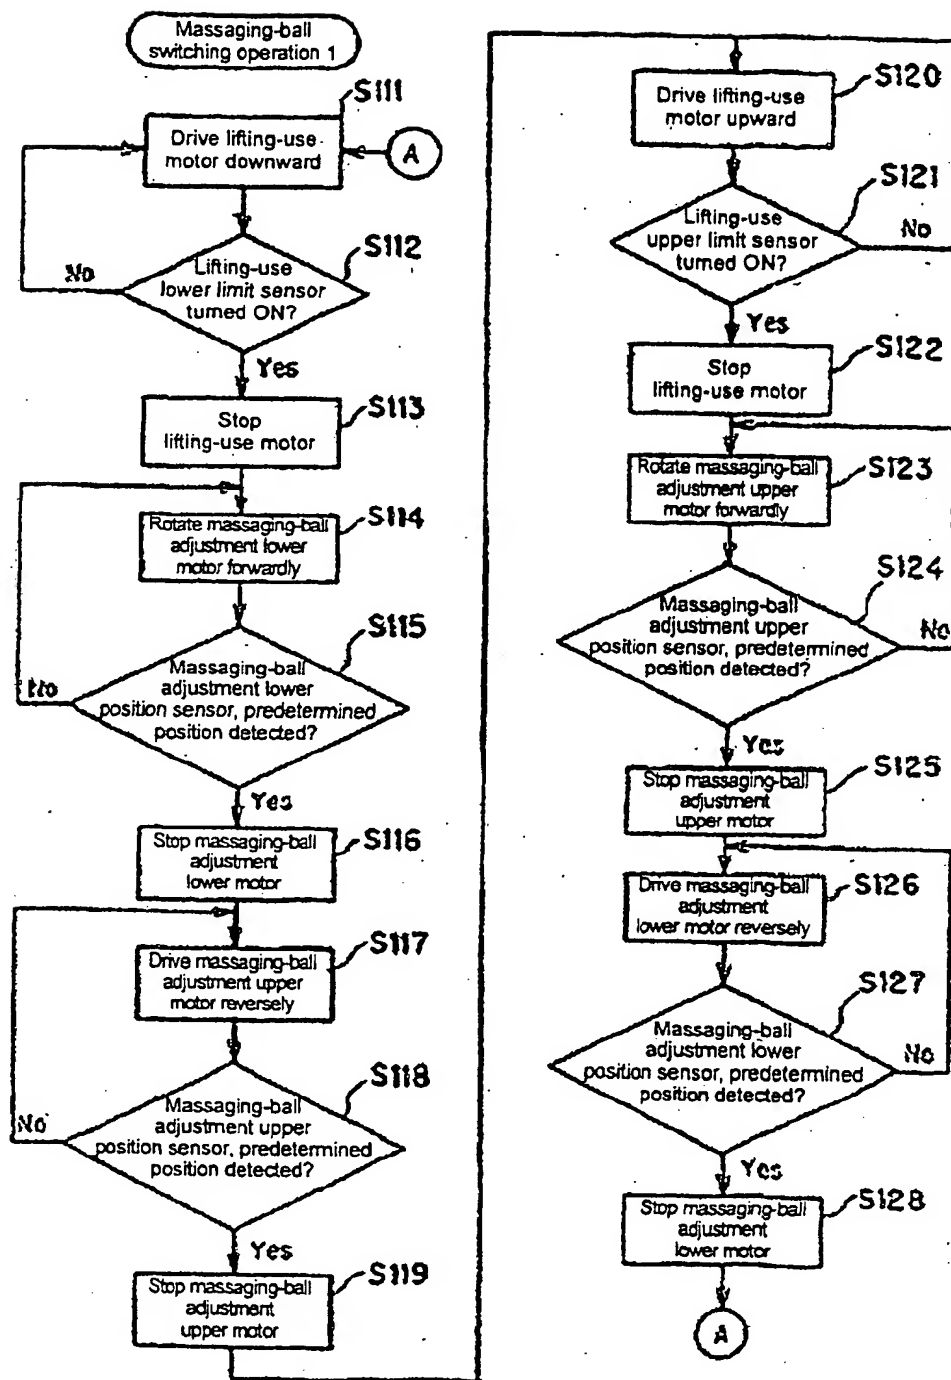 Massaging-ball
switching operation 1
S111
Drive lifting-use
motor downward
A
S112
No
Lifting-use
lower limit sensor
turned ON?
Yes
S113
Stop
lifting-use motor
S114
Rotate massaging-ball
adjustment lower
motor forwardly
S115
No
Massaging-ball
adjustment lower
position sensor, predetermined
position detected?
Yes
S116
Stop massaging-ball
adjustment
lower motor
S117
Drive massaging-ball
adjustment upper
motor reversely
S118
No
Massaging-ball
adjustment upper
position sensor, predetermined
position detected?
Yes
S119
Stop massaging-ball
adjustment
upper motor
S120
Drive lifting-use
motor upward
S121
Lifting-use
upper limit sensor
turned ON?
No
Yes
S122
Stop
lifting-use motor
S123
Rotate massaging-ball
adjustment upper
motor forwardly
S124
Massaging-ball
adjustment upper
position sensor, predetermined
position detected?
No
Yes
S125
Stop massaging-ball
adjustment
upper motor
S126
Drive massaging-ball
adjustment
lower motor reversely
S127
Massaging-ball
adjustment lower
position sensor, predetermined
position detected?
No
Yes
S128
Stop massaging-ball
adjustment
lower motor
A